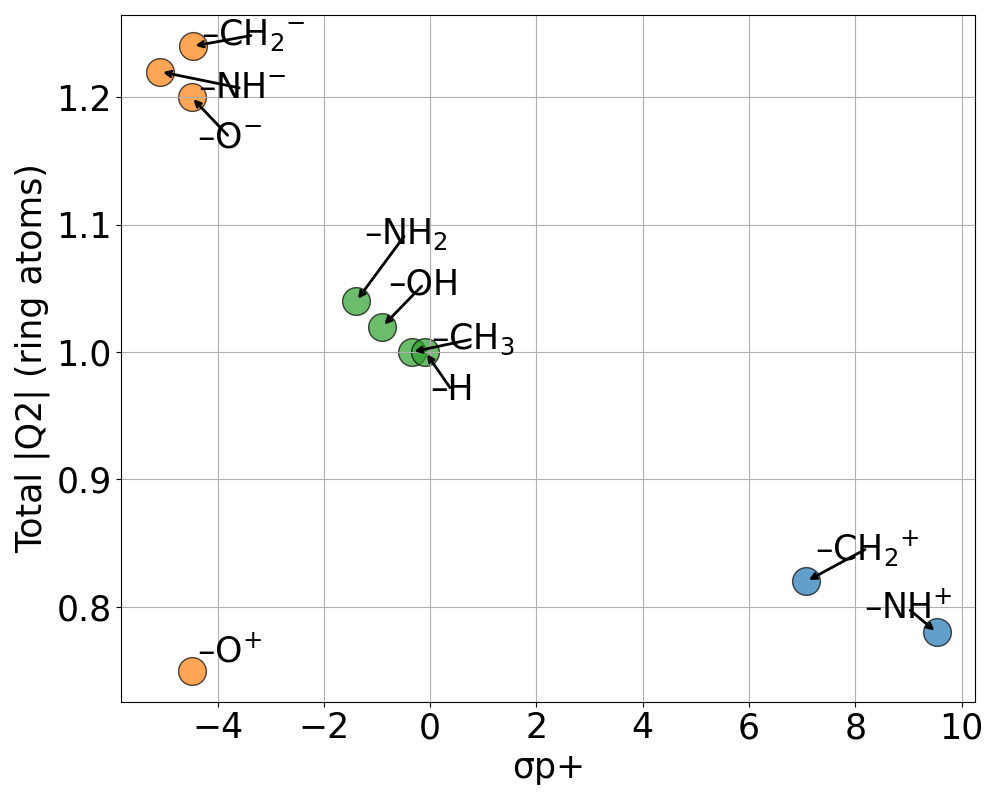 –CH₂⁻
–NH⁻
–O⁻
–NH₂
–OH
–CH₃
–H
–CH₂⁺
–NH⁺
–O⁺
1.2
1.1
1.0
0.9
0.8
Total |Q2| (ring atoms)
−4 −2 0 2 4 6 8 10
σp+